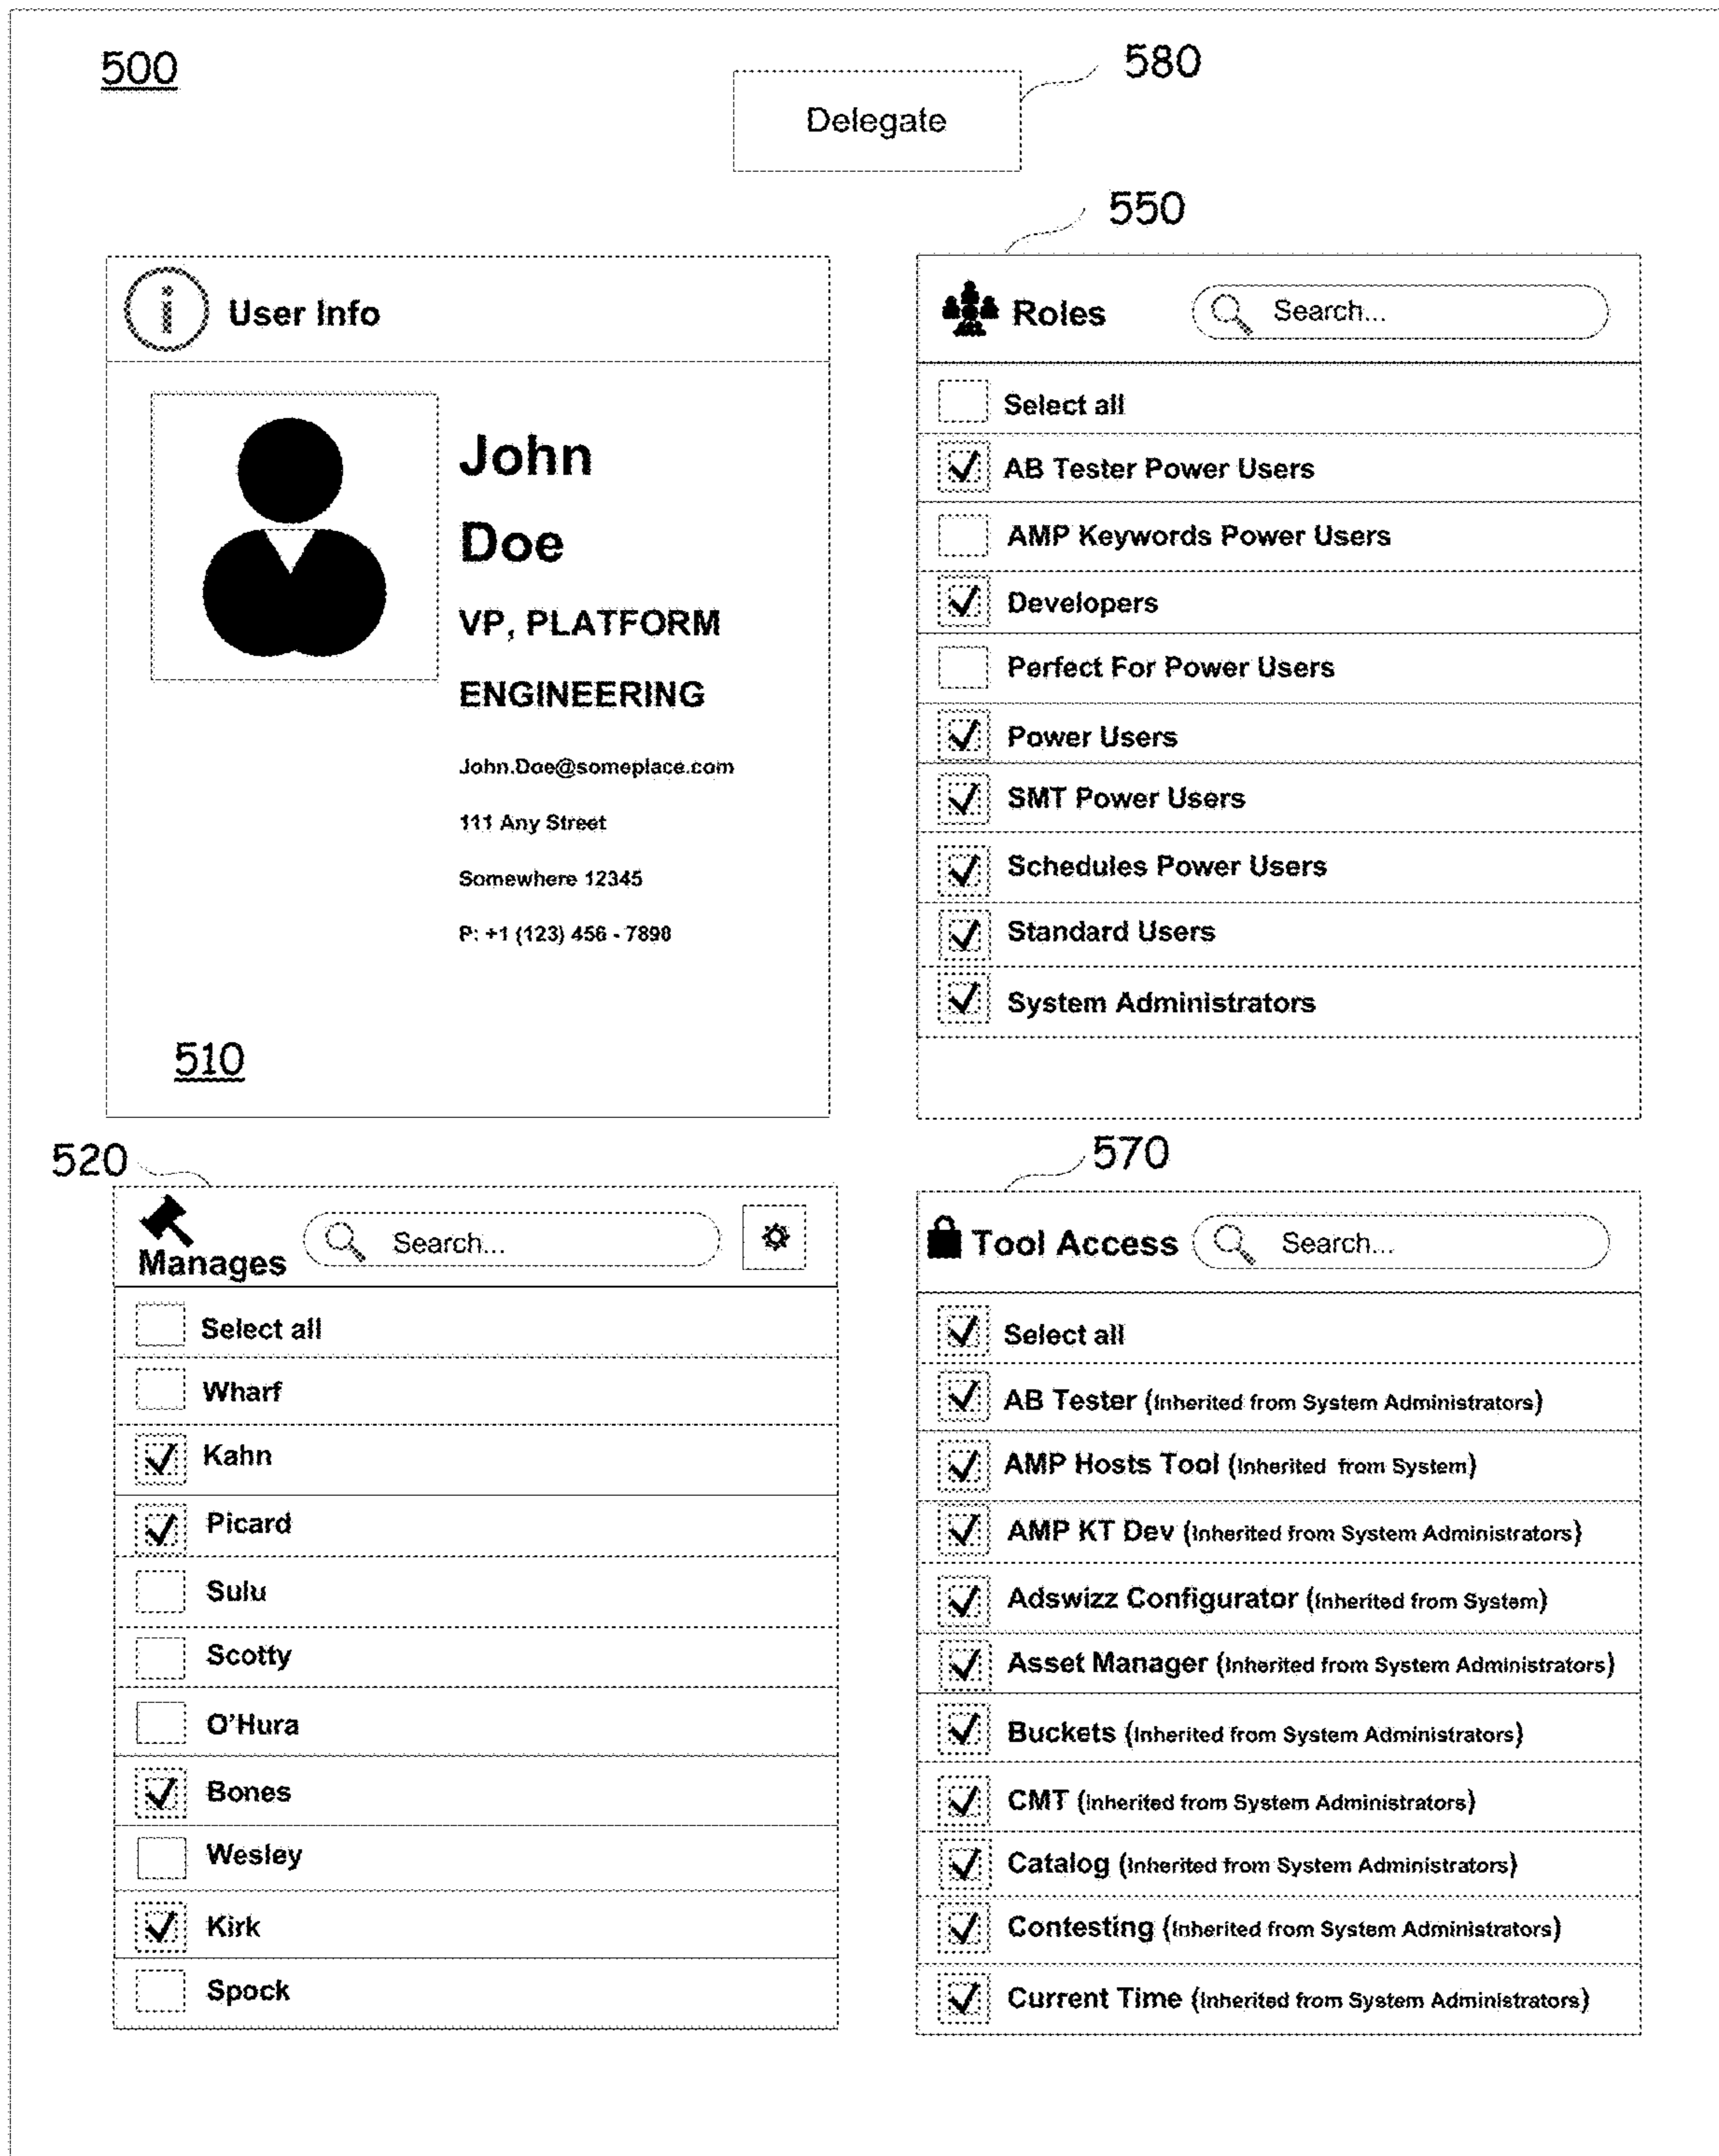 500
580
Delegate
550
i
User Info
John
Doe
VP, PLATFORM
ENGINEERING
John.Doe@someplace.com
111 Any Street
Somewhere 12345
P: +1 (123) 456 - 7890
510
Roles
Search...
Select all
AB Tester Power Users
AMP Keywords Power Users
Developers
Perfect For Power Users
Power Users
SMT Power Users
Schedules Power Users
Standard Users
System Administrators
520
Manages
Search...
Select all
Wharf
Kahn
Picard
Sulu
Scotty
O'Hura
Bones
Wesley
Kirk
Spock
570
Tool Access
Search...
Select all
AB Tester (Inherited from System Administrators)
AMP Hosts Tool (Inherited from System)
AMP KT Dev (Inherited from System Administrators)
Adswizz Configurator (Inherited from System)
Asset Manager (Inherited from System Administrators)
Buckets (Inherited from System Administrators)
CMT (Inherited from System Administrators)
Catalog (Inherited from System Administrators)
Contesting (Inherited from System Administrators)
Current Time (Inherited from System Administrators)